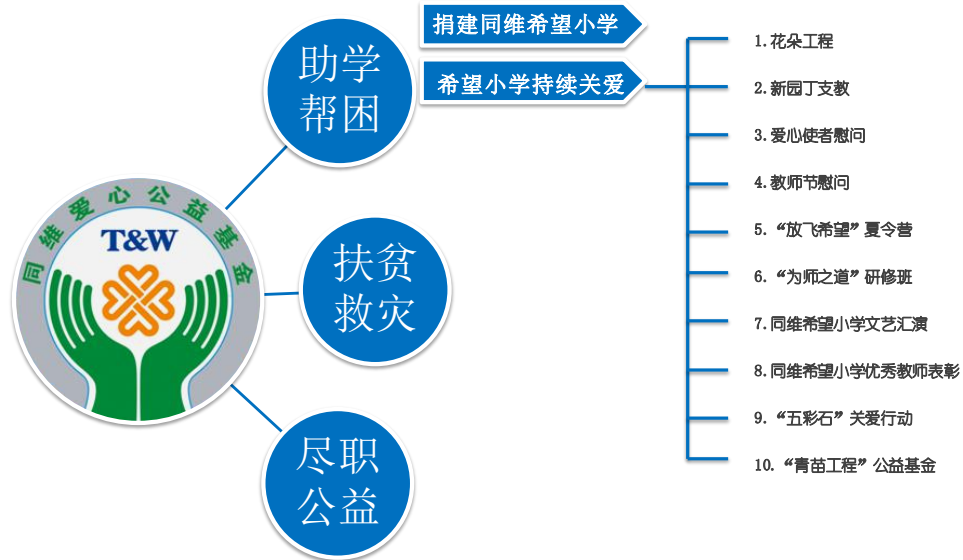 同维爱心公益基金
T&W
助学
帮困
扶贫
救灾
尽职
公益
捐建同维希望小学
希望小学持续关爱
1.花朵工程
2.新园丁支教
3.爱心使者慰问
4.教师节慰问
5.“放飞希望”夏令营
6.“为师之道”研修班
7.同维希望小学文艺汇演
8.同维希望小学优秀教师表彰
9.“五彩石”关爱行动
10.“青苗工程”公益基金